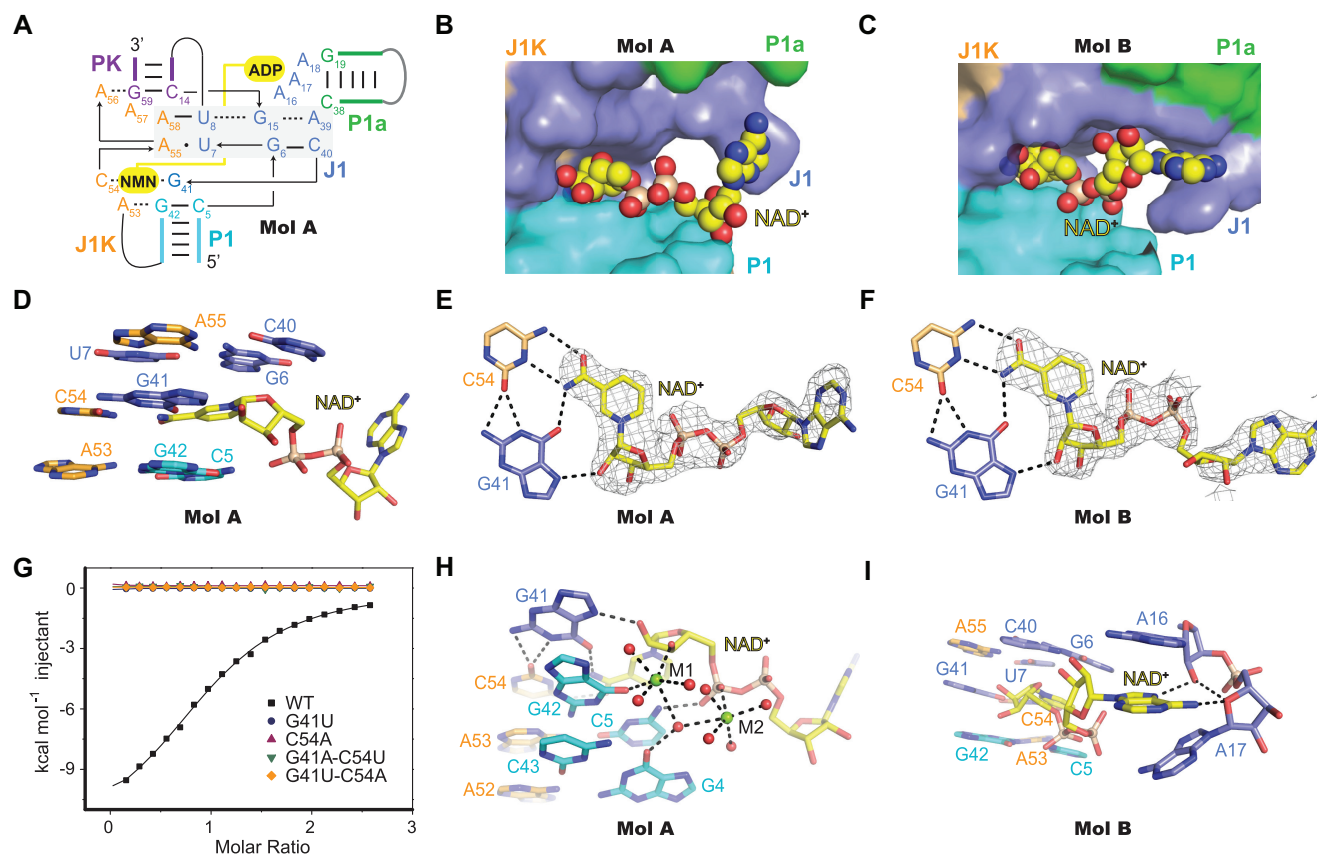 A
3’
PK
ADP
A18 G19
A17
A16
A56 G59 C14
C38
A57
P1a
A58 U8 G15 A39
A55 • U7 G6 C40
J1
C54 NMN G41
A53 G42 C5
Mol A
J1K P1
5’
B
J1K Mol A P1a
J1
NAD+
P1
C
J1K Mol B P1a
NAD+
J1
P1
D
A55 C40
U7
G6
C54 G41
NAD+
A53 G42 C5
Mol A
E
C54
NAD+
G41
Mol A
F
C54
NAD+
G41
Mol B
G
kcal mol−1 injectant
0
-3
-6
-9
WT
G41U
C54A
G41A-C54U
G41U-C54A
0 1 2 3
Molar Ratio
H
G41
NAD+
M1
C54
G42
C5
M2
A53
C43
G4
A52
Mol A
I
A16
A55 C40 G6
G41 U7 NAD+
C54
G42 A53 C5
A17
Mol B